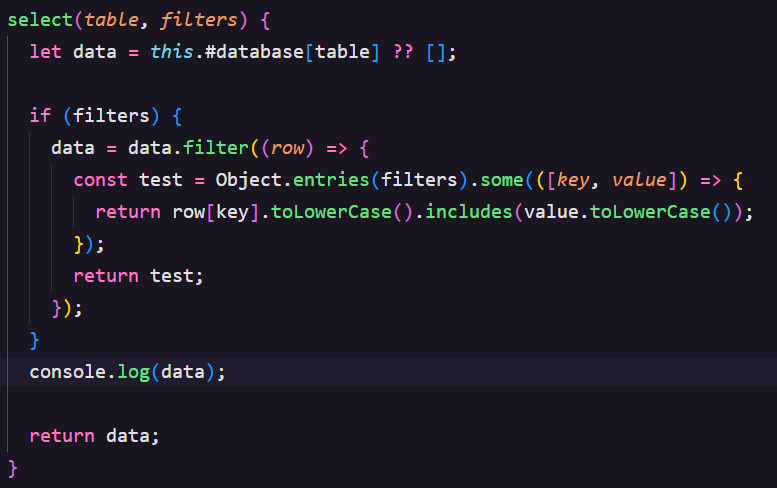 select(table, filters) {
let data = this.#database[table] ?? [];
if (filters) {
data = data.filter((row) => {
const test = Object.entries(filters).some(([key, value]) => {
return row[key].toLowerCase().includes(value.toLowerCase());
});
return test;
});
}
console.log(data);
return data;
}